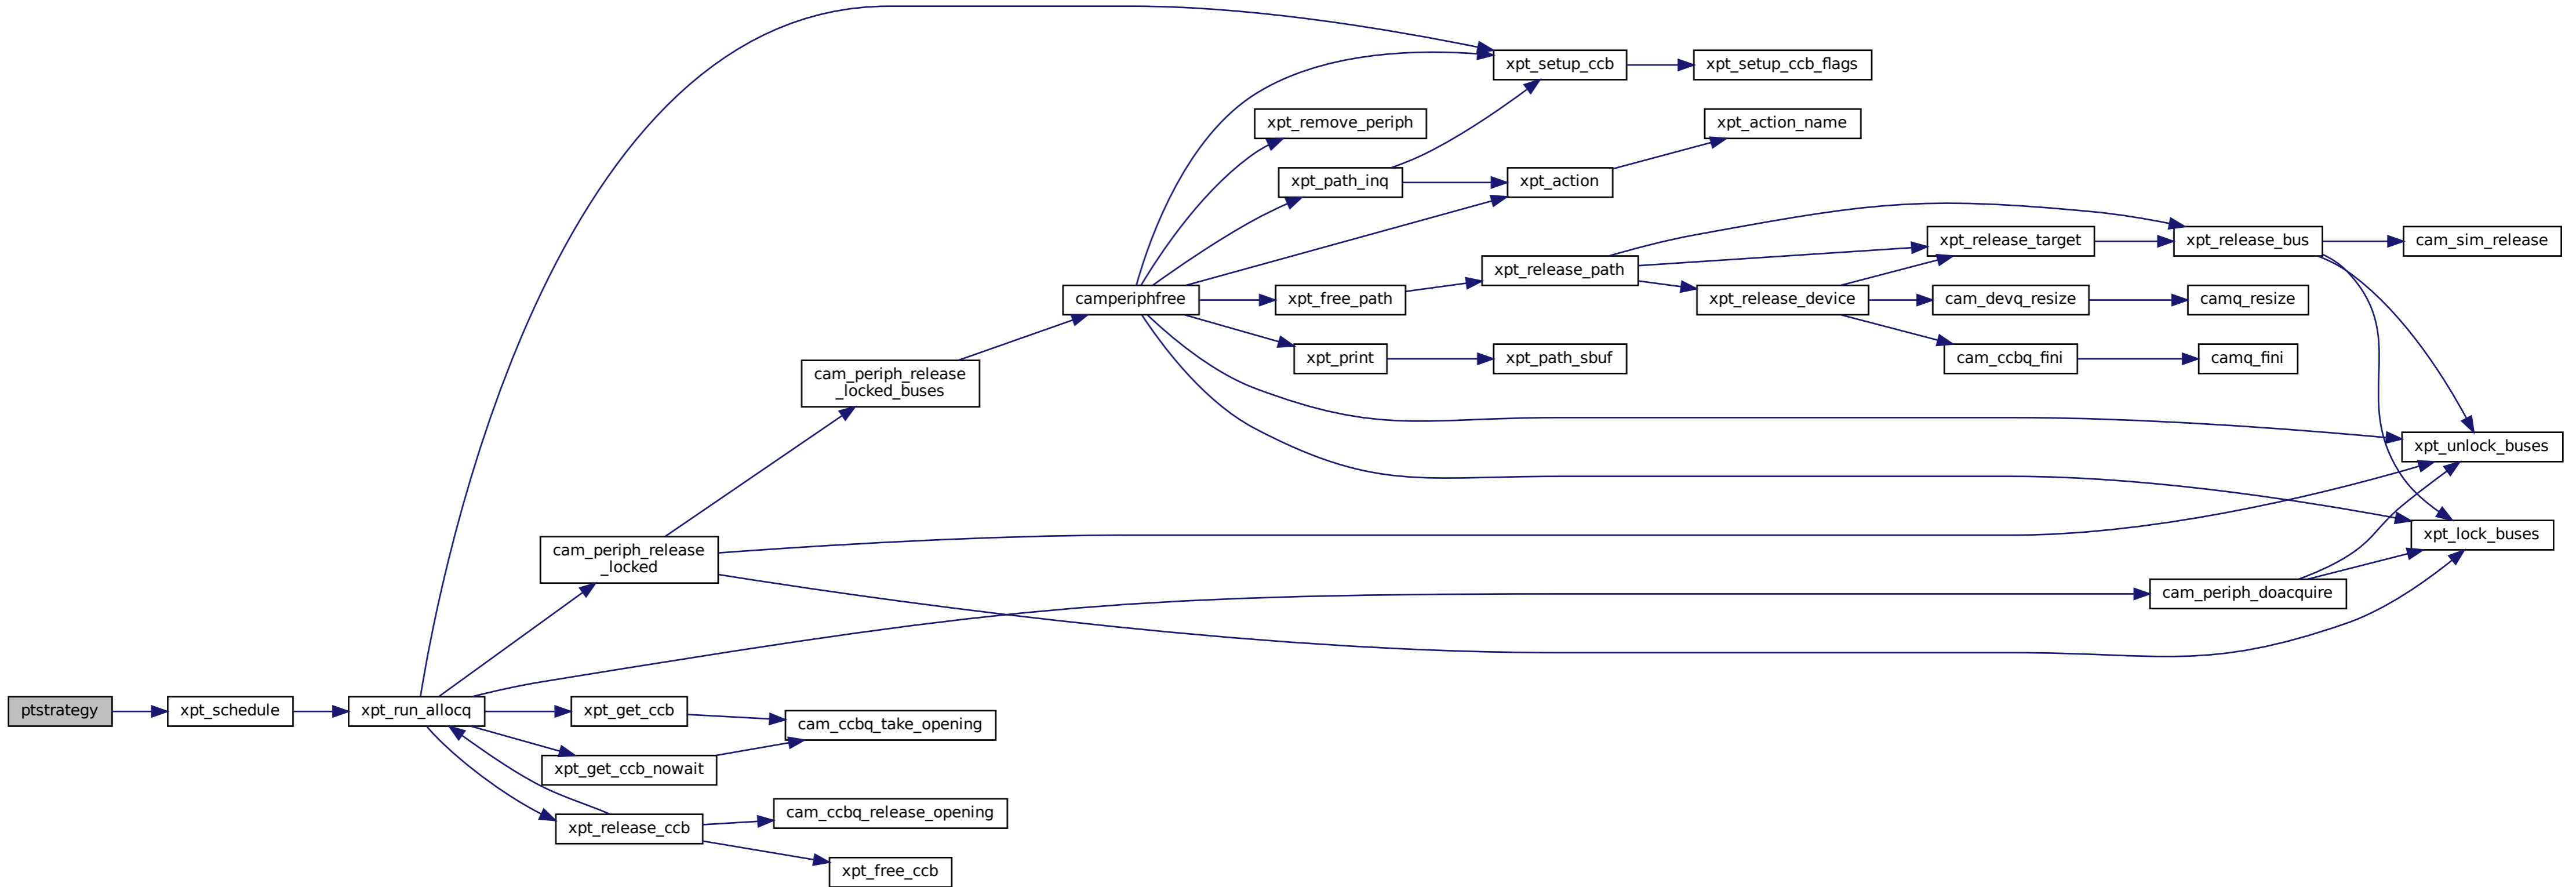 xpt_setup_ccb
xpt_setup_ccb_flags
xpt_remove_periph
xpt_action_name
xpt_path_inq
xpt_action
xpt_release_target
xpt_release_bus
cam_sim_release
xpt_release_path
camperiphfree
xpt_free_path
xpt_release_device
cam_devq_resize
camq_resize
xpt_print
xpt_path_sbuf
cam_ccbq_fini
camq_fini
cam_periph_release
_locked_buses
xpt_unlock_buses
xpt_lock_buses
cam_periph_release
_locked
cam_periph_doacquire
ptstrategy
xpt_schedule
xpt_run_allocq
xpt_get_ccb
cam_ccbq_take_opening
xpt_get_ccb_nowait
cam_ccbq_release_opening
xpt_release_ccb
xpt_free_ccb